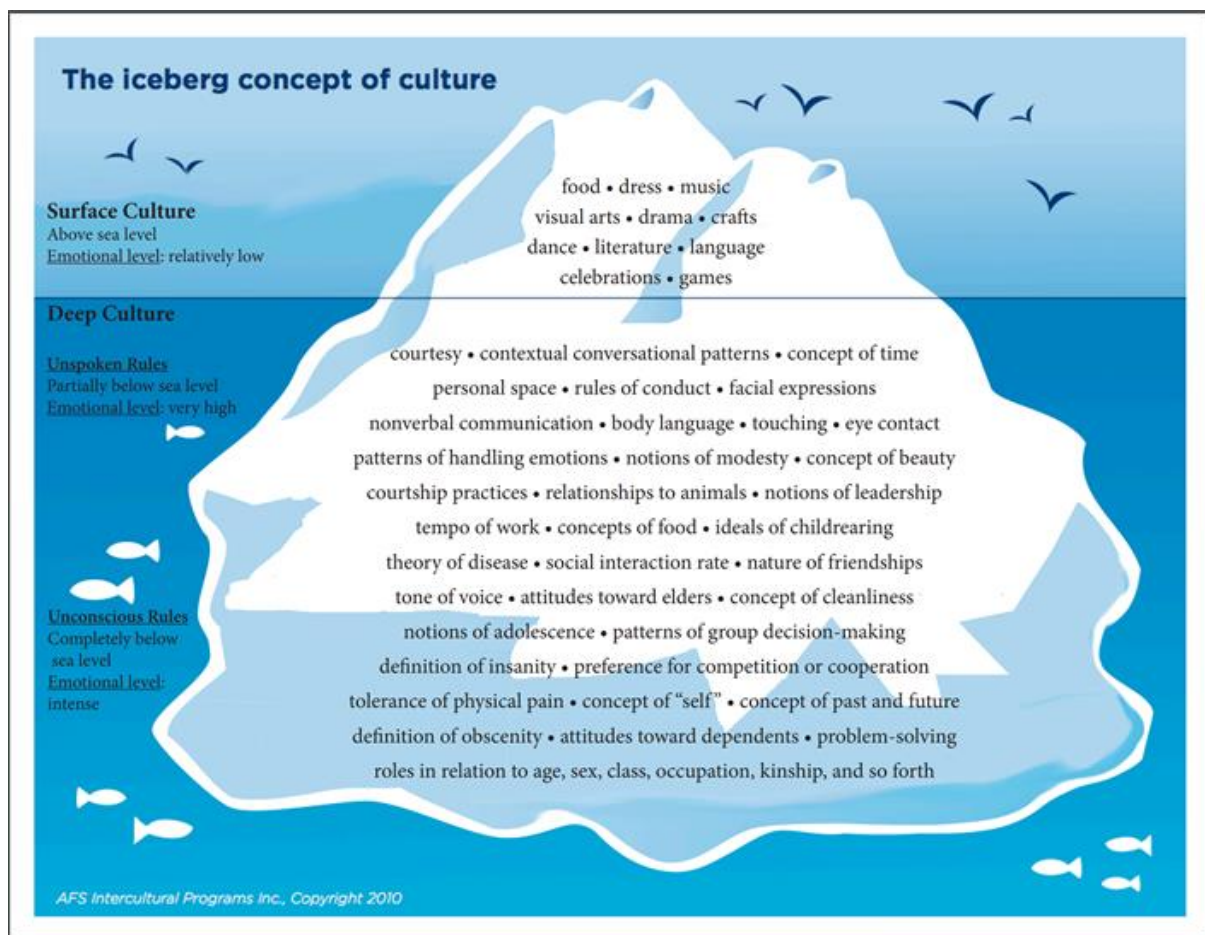 The iceberg concept of culture
food • dress • music
visual arts • drama • crafts
dance • literature • language
celebrations • games
Surface Culture
Above sea level
Emotional level: relatively low
Deep Culture
Unspoken Rules
Partially below sea level
Emotional level: very high
courtesy • contextual conversational patterns • concept of time
personal space • rules of conduct • facial expressions
nonverbal communication • body language • touching • eye contact
patterns of handling emotions • notions of modesty • concept of beauty
courtship practices • relationships to animals • notions of leadership
tempo of work • concepts of food • ideals of childrearing
theory of disease • social interaction rate • nature of friendships
tone of voice • attitudes toward elders • concept of cleanliness
notions of adolescence • patterns of group decision-making
definition of insanity • preference for competition or cooperation
tolerance of physical pain • concept of “self” • concept of past and future
definition of obscenity • attitudes toward dependents • problem-solving
roles in relation to age, sex, class, occupation, kinship, and so forth
Unconscious Rules
Completely below
sea level
Emotional level:
intense
AFS Intercultural Programs Inc., Copyright 2010